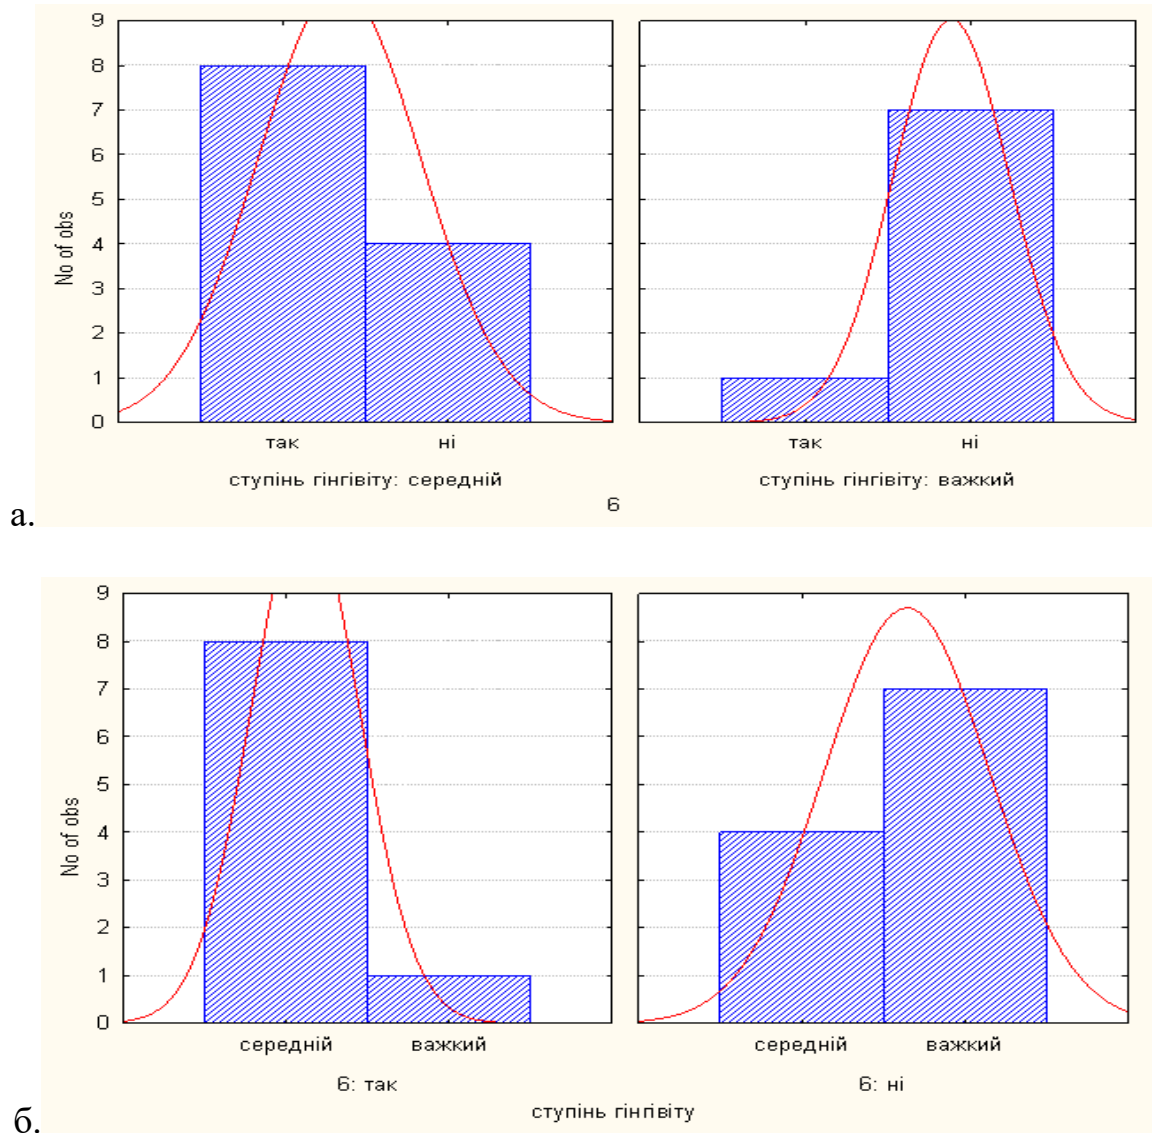 9
8
7
6
5
4
3
2
1
0
No of obs
так ні так ні
ступінь гінгівіту: середній ступінь гінгівіту: важкий
6
а.
9
8
7
6
5
4
3
2
1
0
No of obs
середній важкий середній важкий
6: так 6: ні
ступінь гінгівіту
б.